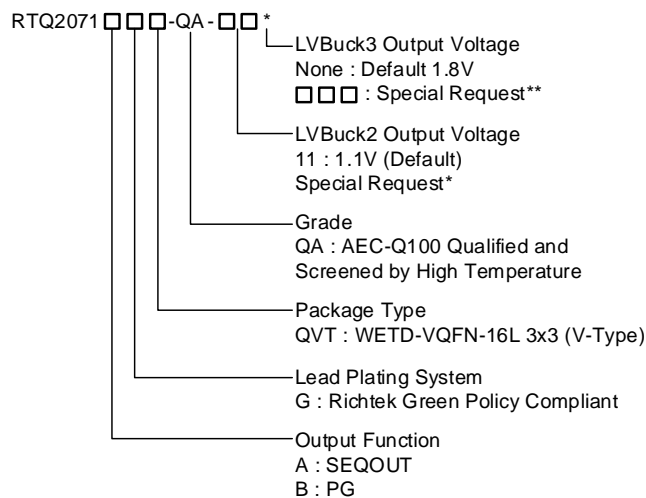 RTQ2071□□□-QA-□□*
LVBuck3 Output Voltage
None : Default 1.8V
□□□ : Special Request**
LVBuck2 Output Voltage
11 : 1.1V (Default)
Special Request*
Grade
QA : AEC-Q100 Qualified and
Screened by High Temperature
Package Type
QVT : WETD-VQFN-16L 3x3 (V-Type)
Lead Plating System
G : Richtek Green Policy Compliant
Output Function
A : SEQOUT
B : PG